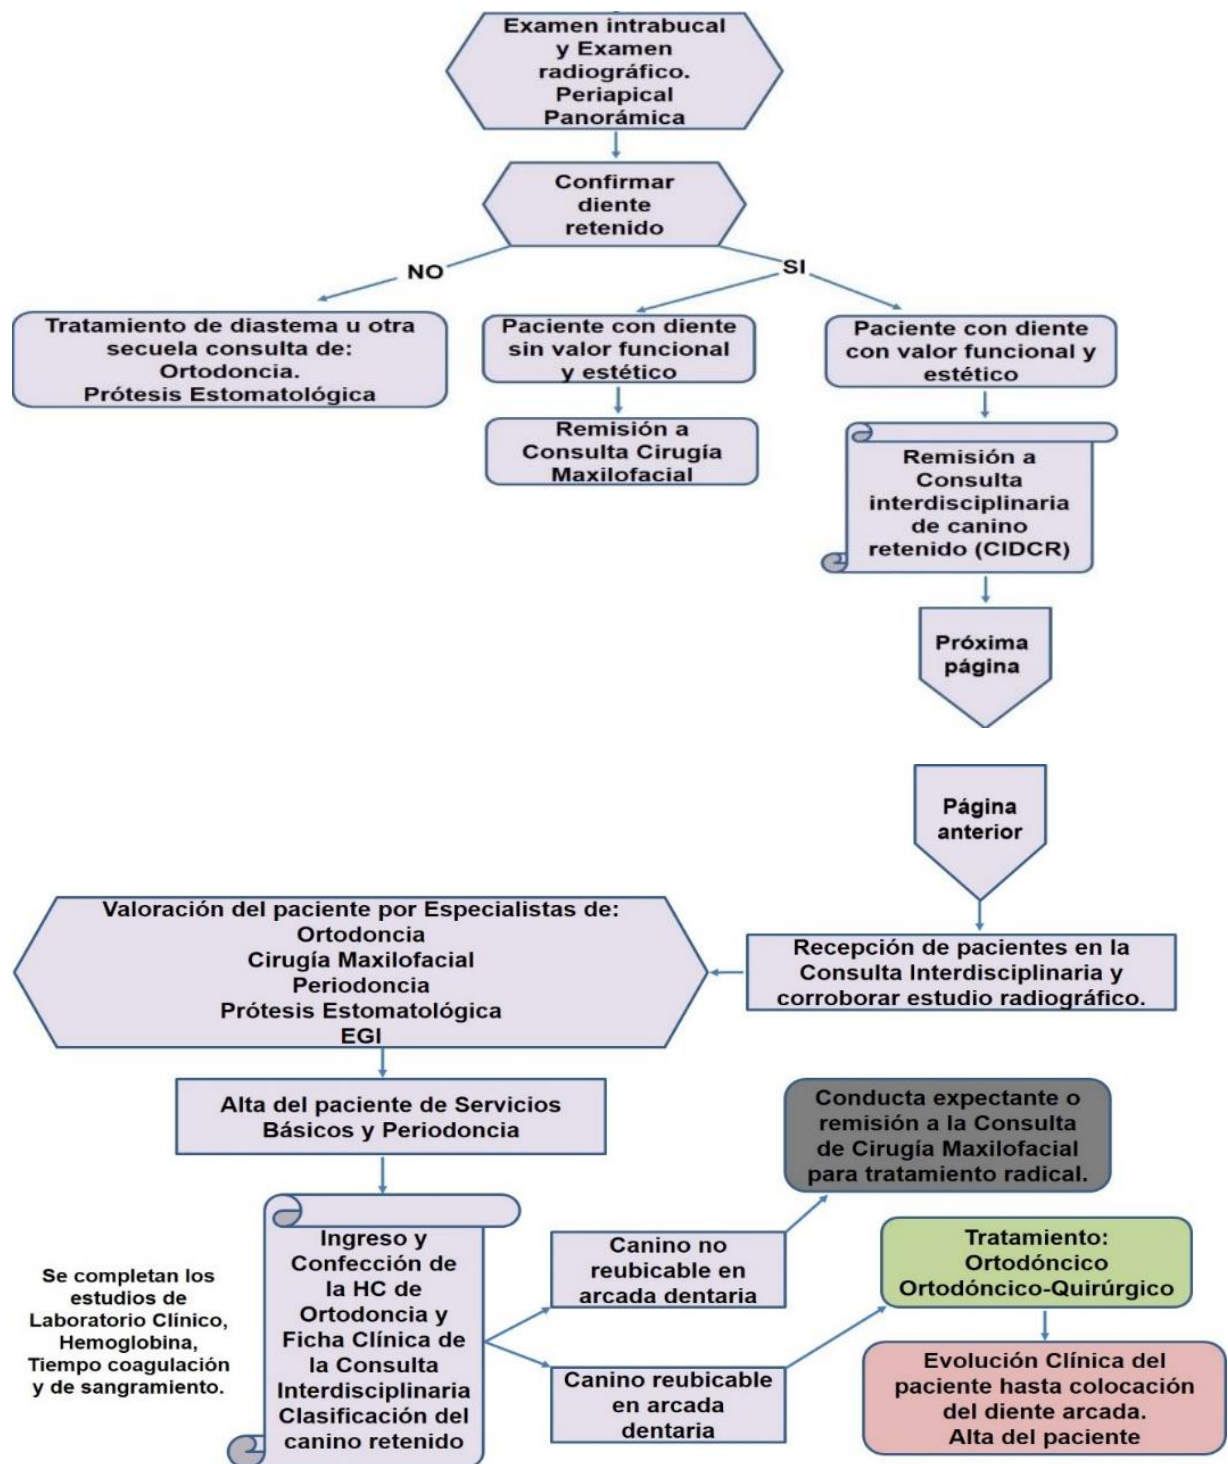 Examen intrabucal
y Examen
radiográfico.
Periapical
Panorámica
Confirmar
diente
retenido
NO
SI
Tratamiento de diastema u otra
secuela consulta de:
Ortodoncia.
Prótesis Estomatológica
Paciente con diente
sin valor funcional
y estético
Paciente con diente
con valor funcional y
estético
Remisión a
Consulta Cirugía
Maxilofacial
Remisión a
Consulta
interdisciplinaria
de canino
retenido (CIDCR)
Próxima
página
Página
anterior
Recepción de pacientes en la
Consulta Interdisciplinaria y
corroborar estudio radiográfico.
Valoración del paciente por Especialistas de:
Ortodoncia
Cirugía Maxilofacial
Periodoncia
Prótesis Estomatológica
EGI
Alta del paciente de Servicios
Básicos y Periodoncia
Se completan los
estudios de
Laboratorio Clínico,
Hemoglobina,
Tiempo coagulación
y de sangramiento.
Ingreso y
Confección de
la HC de
Ortodoncia y
Ficha Clínica de
la Consulta
Interdisciplinaria
Clasificación del
canino retenido
Canino no
reubicable en
arcada dentaria
Conducta expectante o
remisión a la Consulta
de Cirugía Maxilofacial
para tratamiento radical.
Canino reubicable
en arcada
dentaria
Tratamiento:
Ortodóncico
Ortodóncico-Quirúrgico
Evolución Clínica del
paciente hasta colocación
del diente arcada.
Alta del paciente